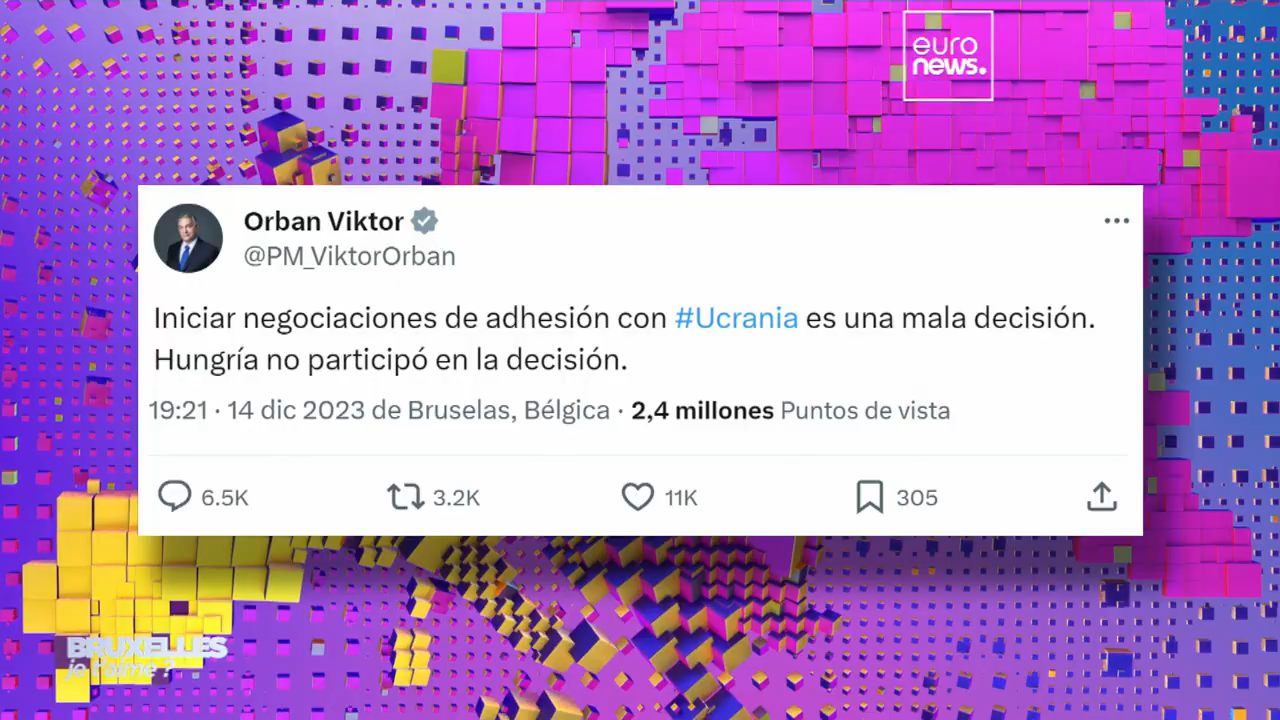 euro
news.
Orban Viktor
@PM_ViktorOrban
Iniciar negociaciones de adhesión con #Ucrania es una mala decisión.
Hungría no participó en la decisión.
19:21 · 14 dic 2023 de Bruselas, Bélgica · 2,4 millones Puntos de vista
6.5K 3.2K 11K 305
BRUXELLES
je t'aime ?